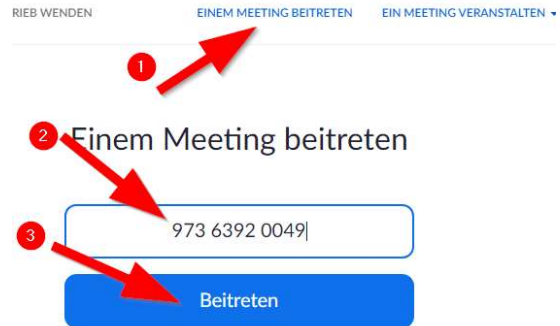 RIEB WENDEN EINEM MEETING BEITRETEN EIN MEETING VERANSTALTEN
1
2 Einem Meeting beitreten
973 6392 0049
3
Beitreten